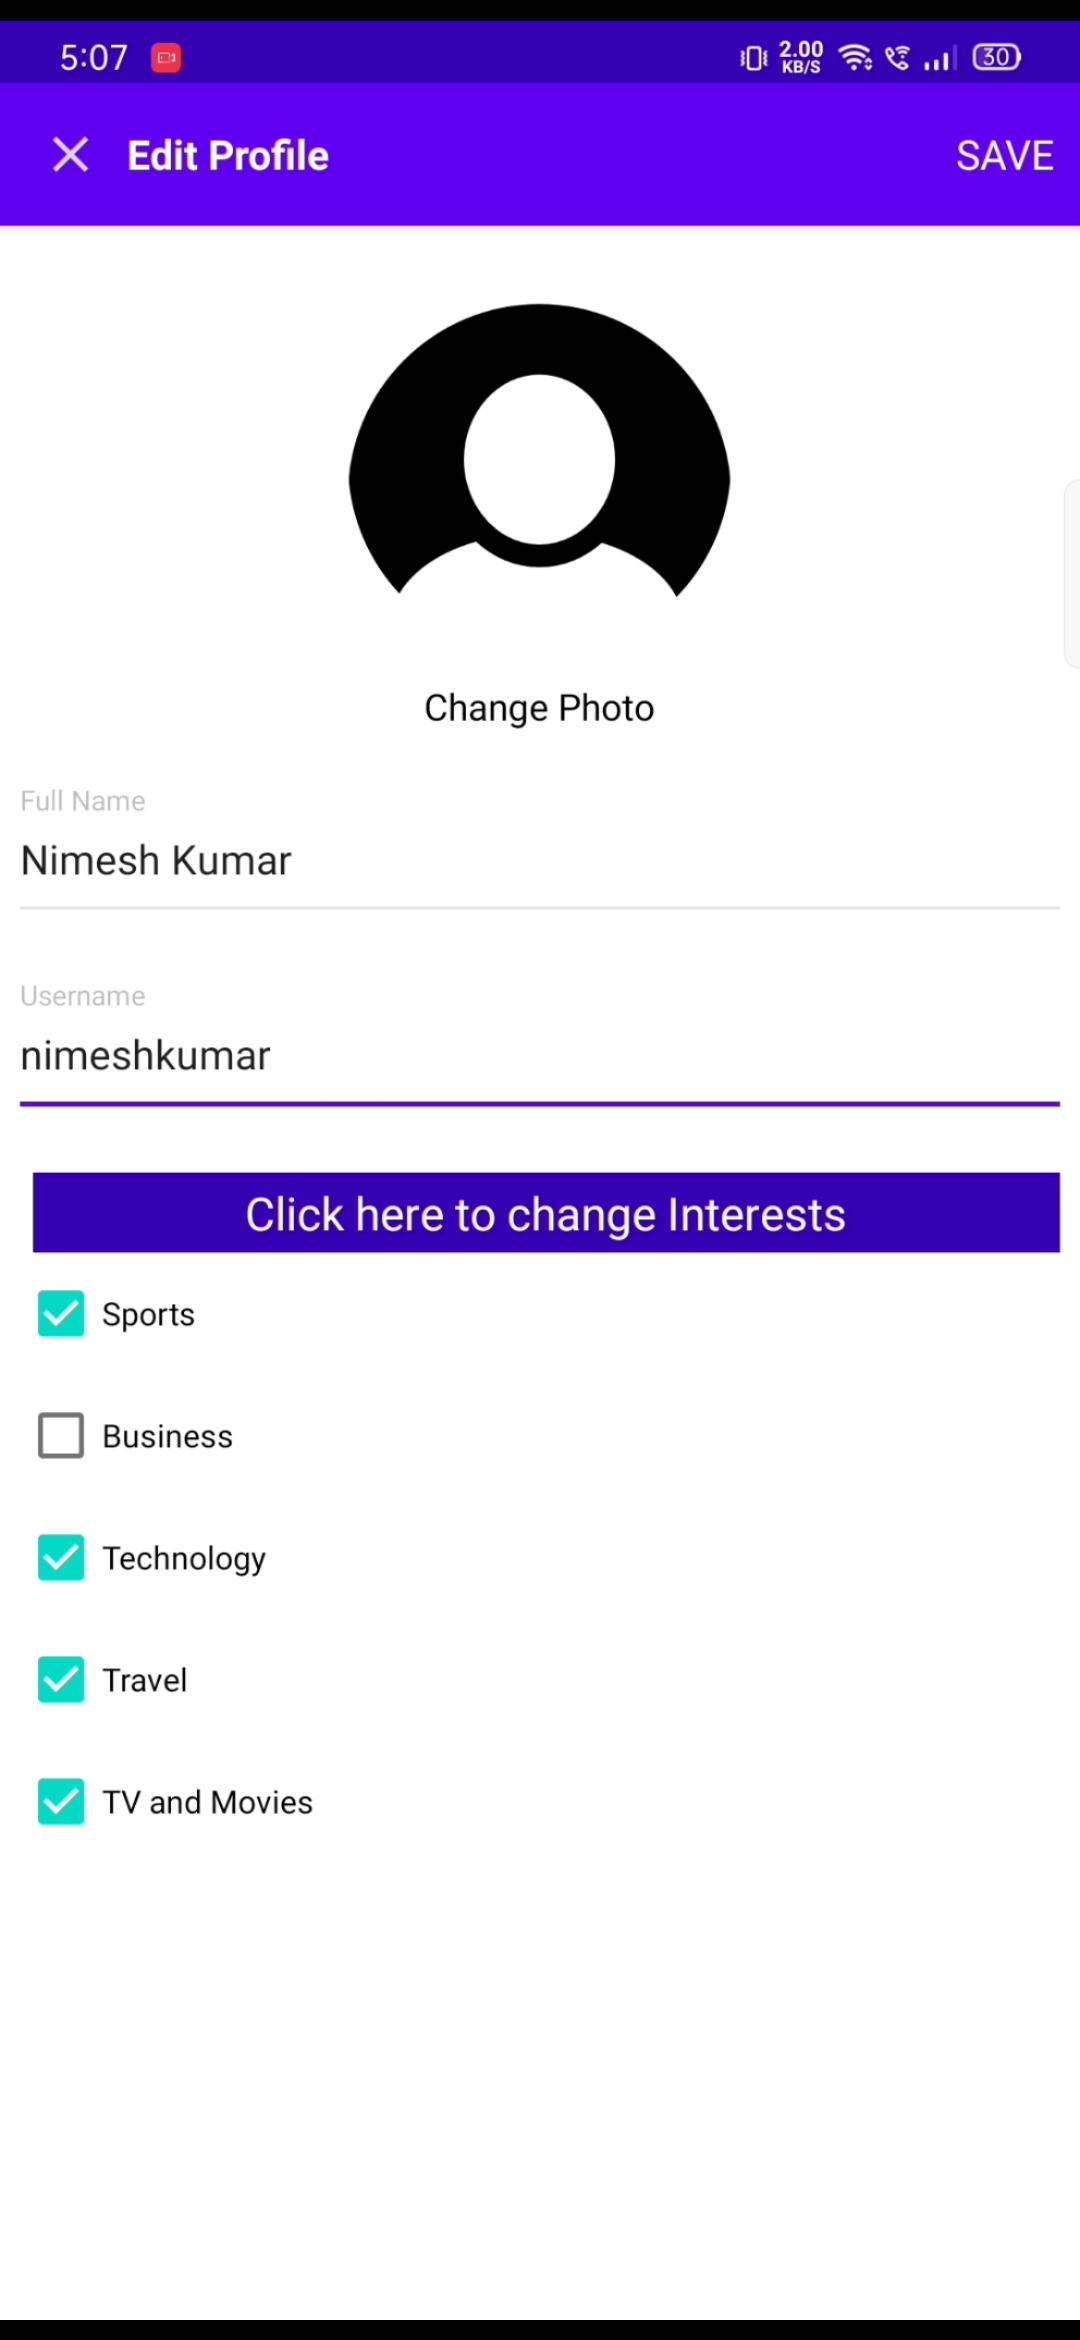 5:07 2.00 KB/S 30
Edit Profile SAVE
Change Photo
Full Name
Nimesh Kumar
Username
nimeshkumar
Click here to change Interests
Sports
Business
Technology
Travel
TV and Movies